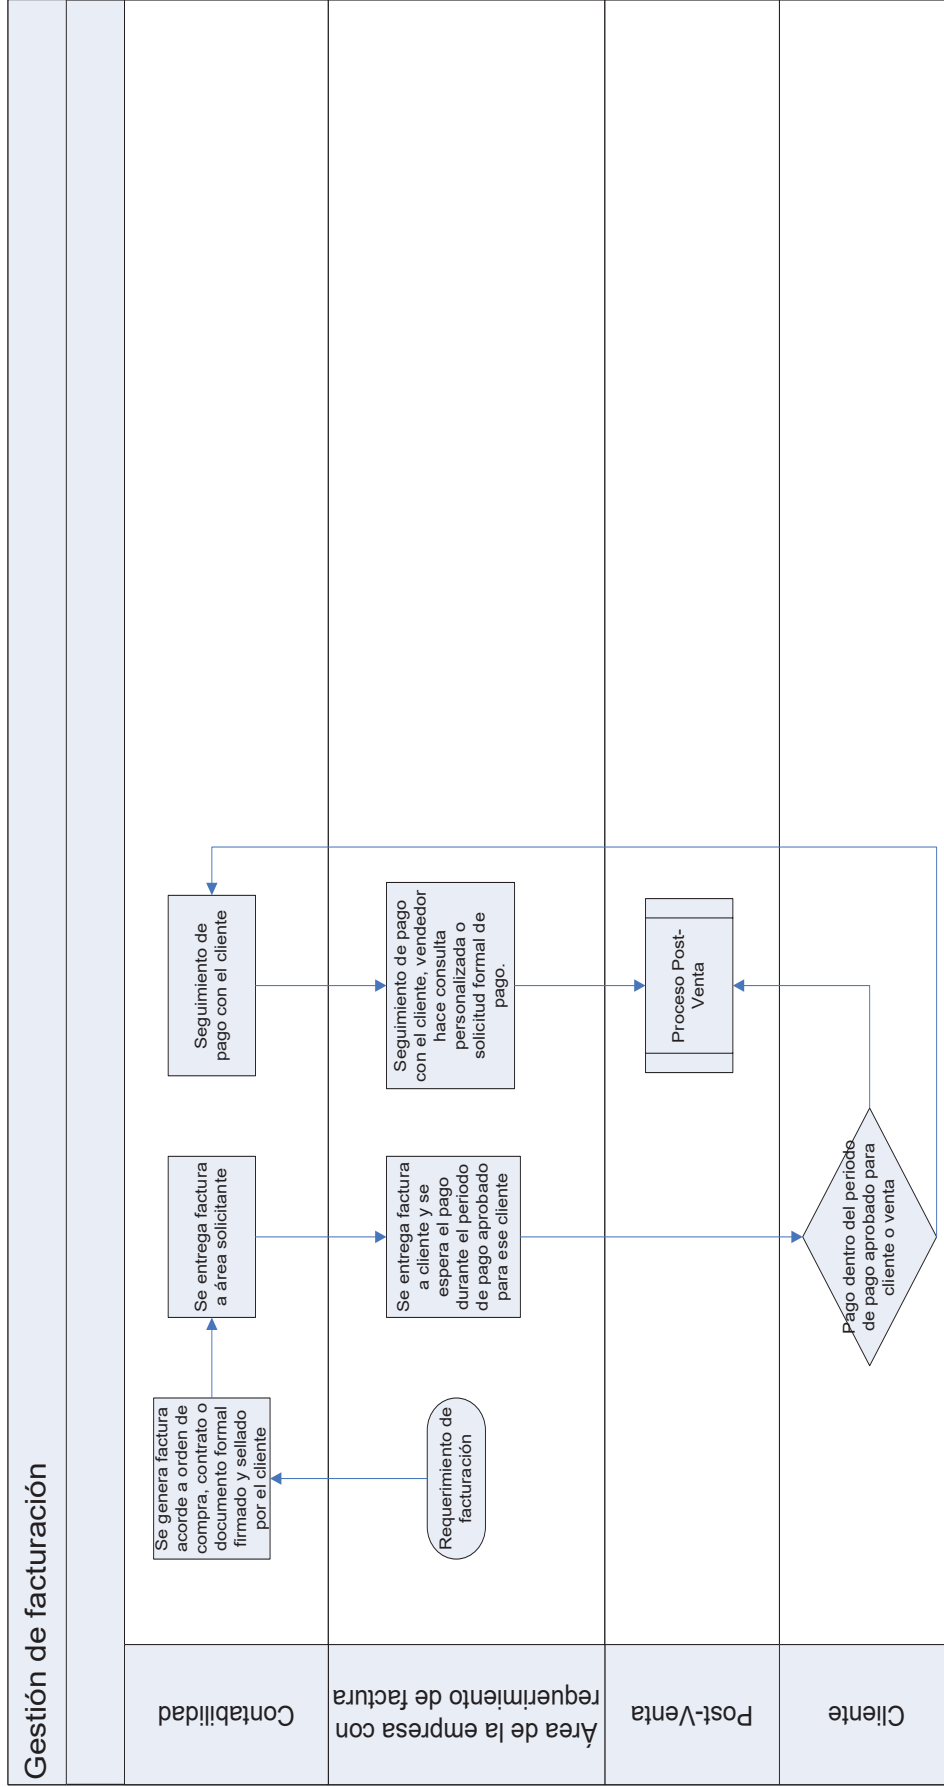 Gestión de facturación
Contabilidad
Se genera factura
acorde a orden de
compra, contrato o
documento formal
firmado y sellado
por el cliente
Se entrega factura
a área solicitante
Seguimiento de
pago con el cliente
Área de la empresa con
requerimiento de factura
Requerimiento de
facturación
Se entrega factura
a cliente y se
espera el pago
durante el periodo
de pago aprobado
para ese cliente
Seguimiento de pago
con el cliente, vendedor
hace consulta
personalizada o
solicitud formal de
pago.
Post-Venta
Proceso Post-
Venta
Cliente
Pago dentro del periodo
de pago aprobado para
cliente o venta